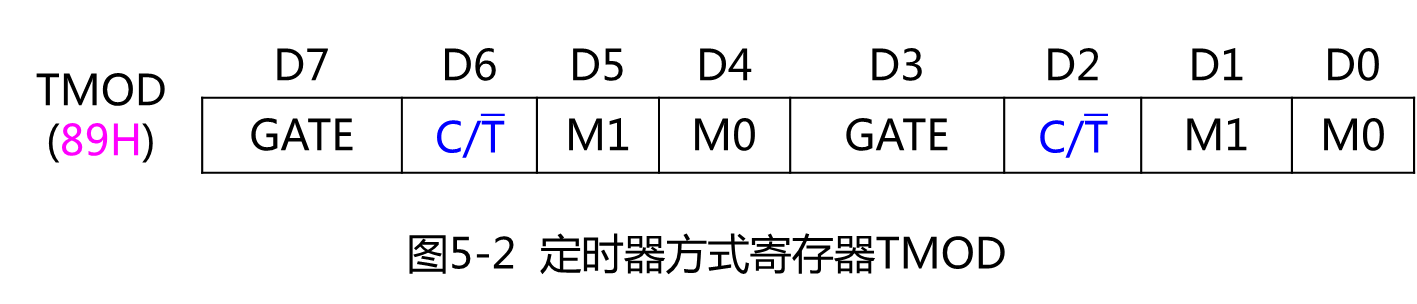 D7 D6 D5 D4 D3 D2 D1 D0
TMOD
(89H)
GATE C/T̅ M1 M0 GATE C/T̅ M1 M0
图5-2 定时器方式寄存器TMOD